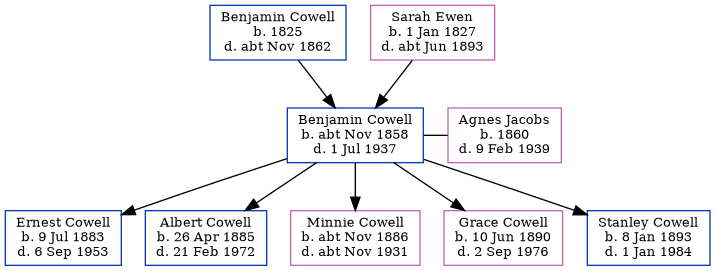 Benjamin Cowell
b. 1825
d. abt Nov 1862
Sarah Ewen
b. 1 Jan 1827
d. abt Jun 1893
Benjamin Cowell
b. abt Nov 1858
d. 1 Jul 1937
Agnes Jacobs
b. 1860
d. 9 Feb 1939
Ernest Cowell
b. 9 Jul 1883
d. 6 Sep 1953
Albert Cowell
b. 26 Apr 1885
d. 21 Feb 1972
Minnie Cowell
b. abt Nov 1886
d. abt Nov 1931
Grace Cowell
b. 10 Jun 1890
d. 2 Sep 1976
Stanley Cowell
b. 8 Jan 1893
d. 1 Jan 1984